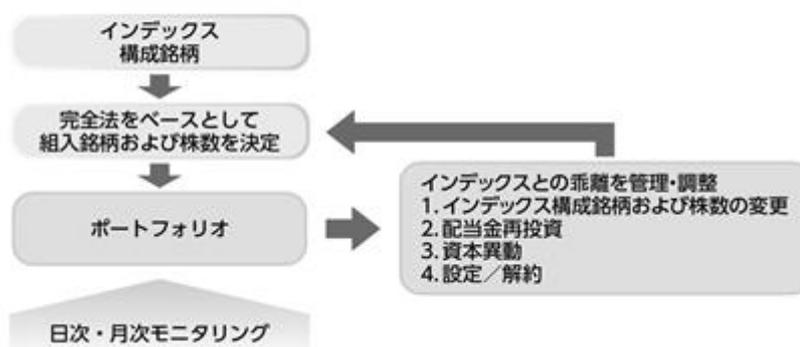 インデックス
構成銘柄
完全法をベースとして
組入銘柄および株数を決定
ポートフォリオ
インデックスとの乖離を管理・調整
1.インデックス構成銘柄および株数の変更
2.配当金再投資
3.資本異動
4.設定／解約
日次・月次モニタリング